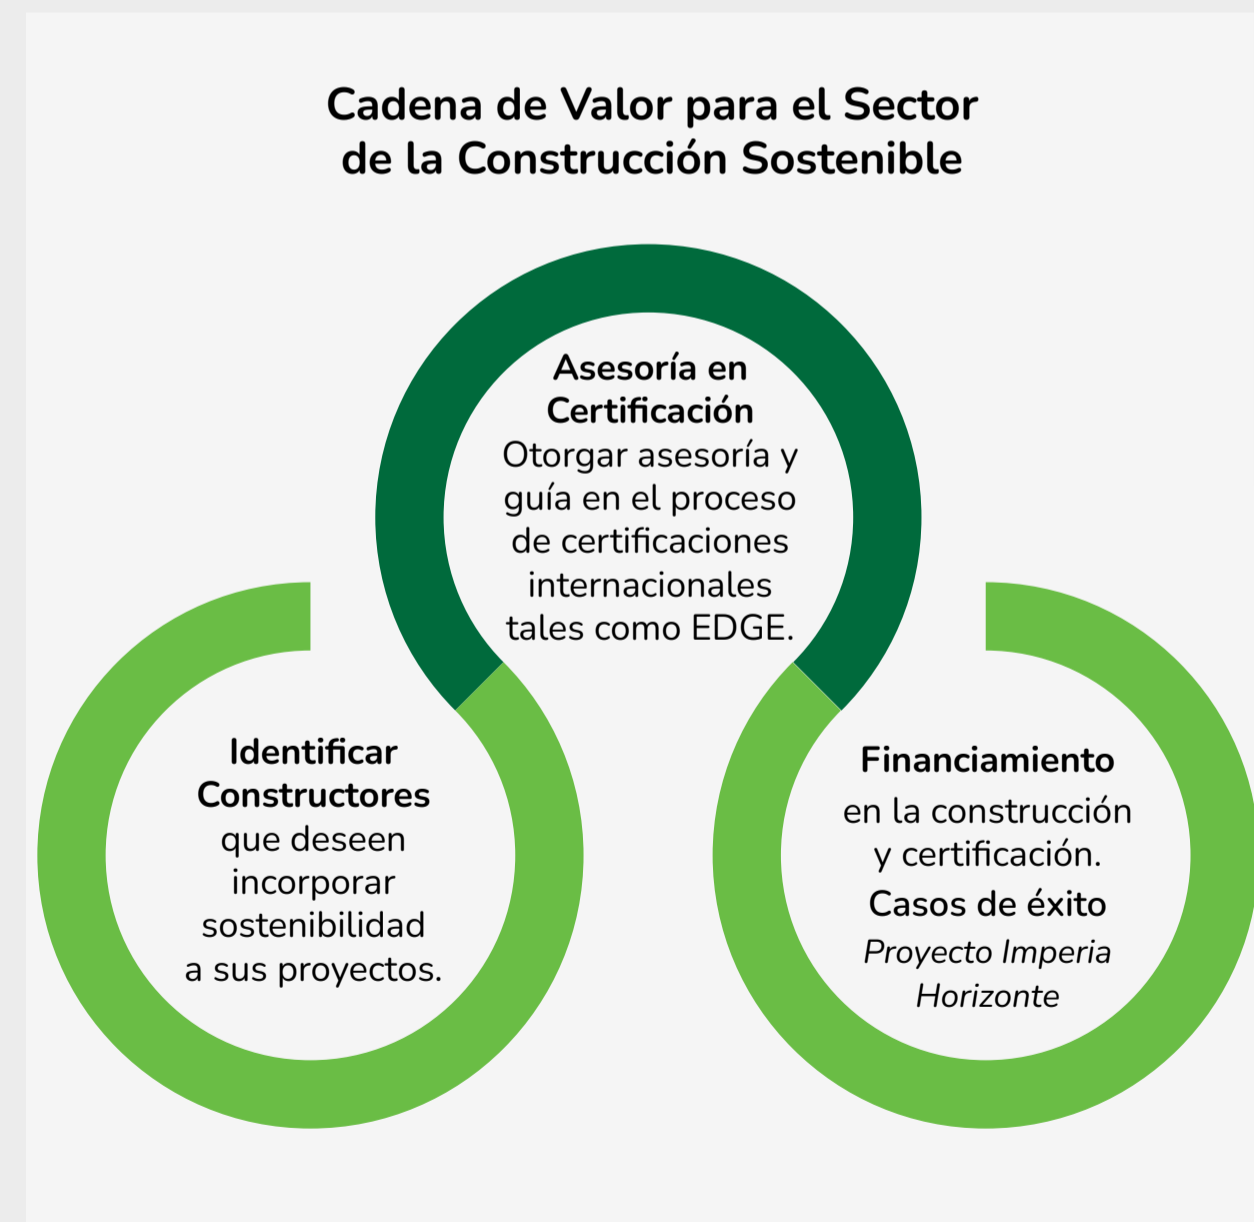 Cadena de Valor para el Sector
de la Construcción Sostenible
Asesoría en
Certificación
Otorgar asesoría y
guía en el proceso
de certificaciones
internacionales
tales como EDGE.
Identificar
Constructores
que deseen
incorporar
sostenibilidad
a sus proyectos.
Financiamiento
en la construcción
y certificación.
Casos de éxito
Proyecto Imperia
Horizonte